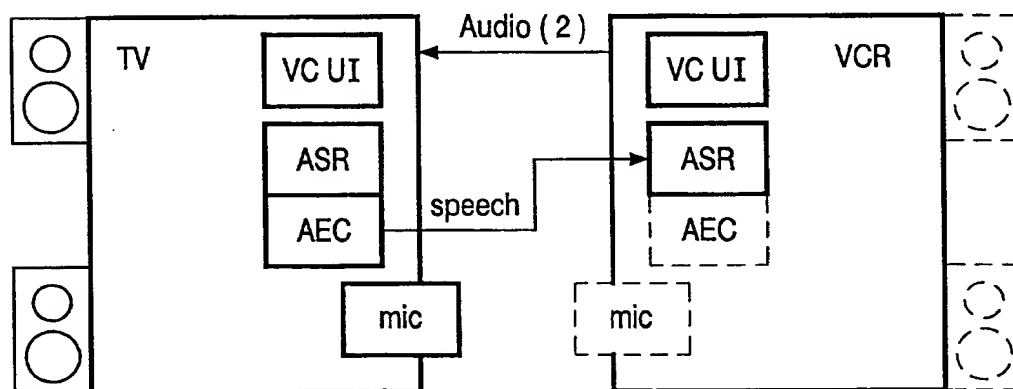 Audio ( 2 )
TV
VC UI
VC UI
VCR
ASR
ASR
speech
AEC
AEC
mic
mic